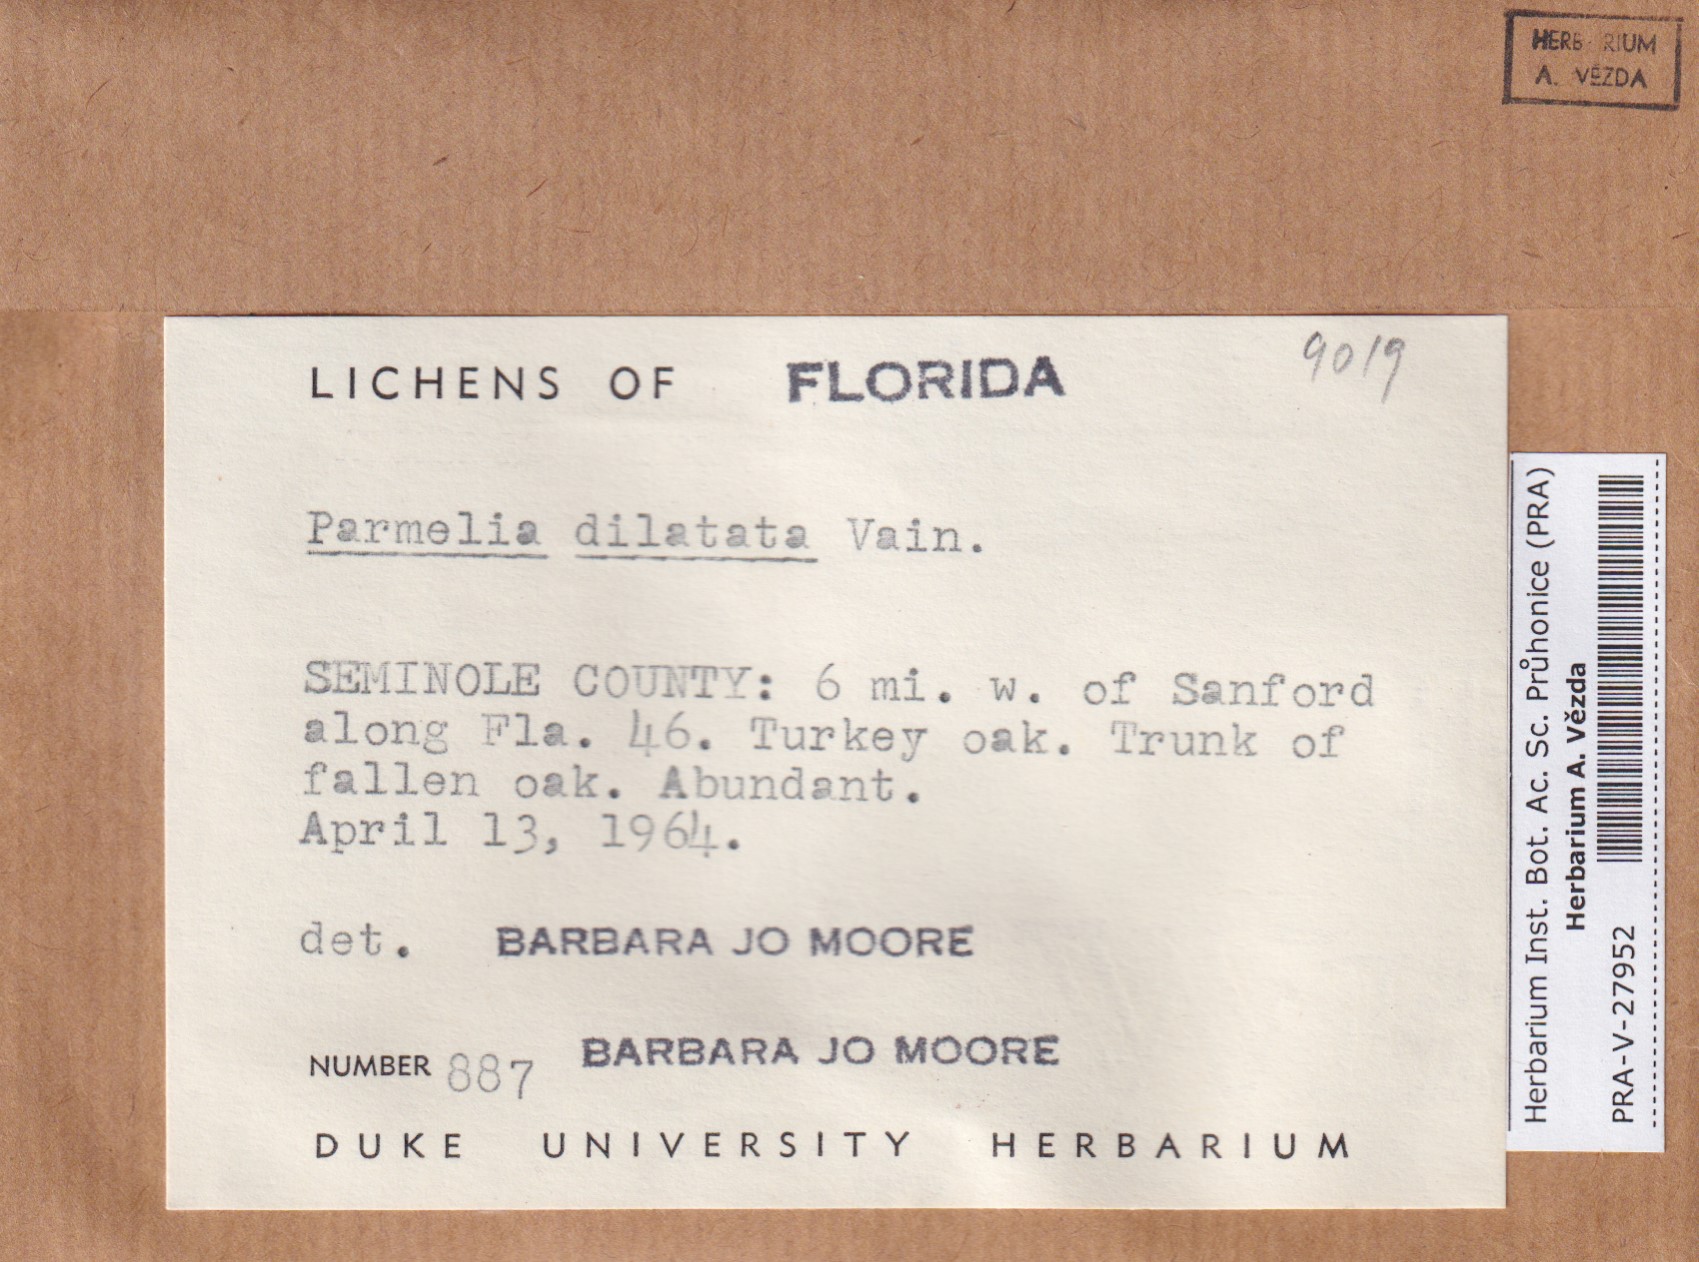 HERB RIUM
A. VĚZDA
LICHENS OF FLORIDA
9019
Parmelia dilatata Vain.
SEMINOLE COUNTY: 6 mi. w. of Sanford
along Fla. 46. Turkey oak. Trunk of
fallen oak. Abundant.
April 13, 1964.
det. BARBARA JO MOORE
NUMBER 887 BARBARA JO MOORE
DUKE UNIVERSITY HERBARIUM
Herbarium Inst. Bot. Ac. Sc. Průhonice (PRA)
Herbarium A. Vězda
PRA-V-27952